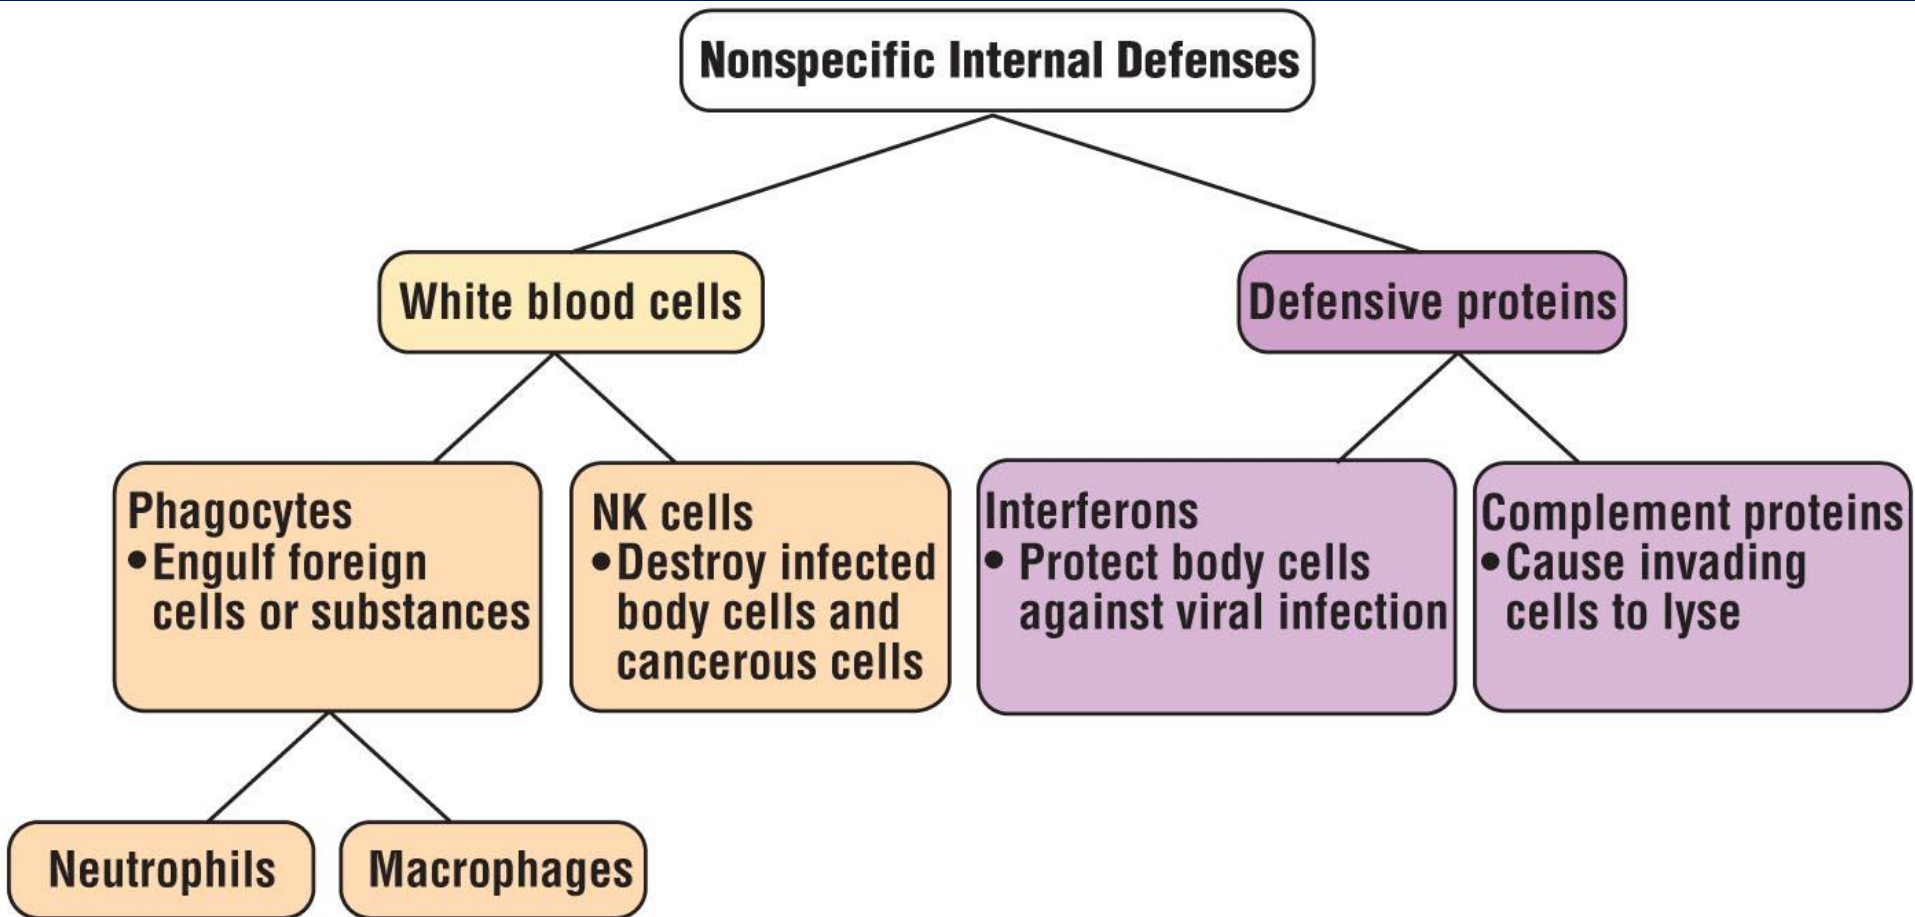 Nonspecific Internal Defenses
White blood cells
Defensive proteins
Phagocytes
•Engulf foreign
cells or substances
NK cells
•Destroy infected
body cells and
cancerous cells
Interferons
• Protect body cells
against viral infection
Complement proteins
•Cause invading
cells to lyse
Neutrophils
Macrophages